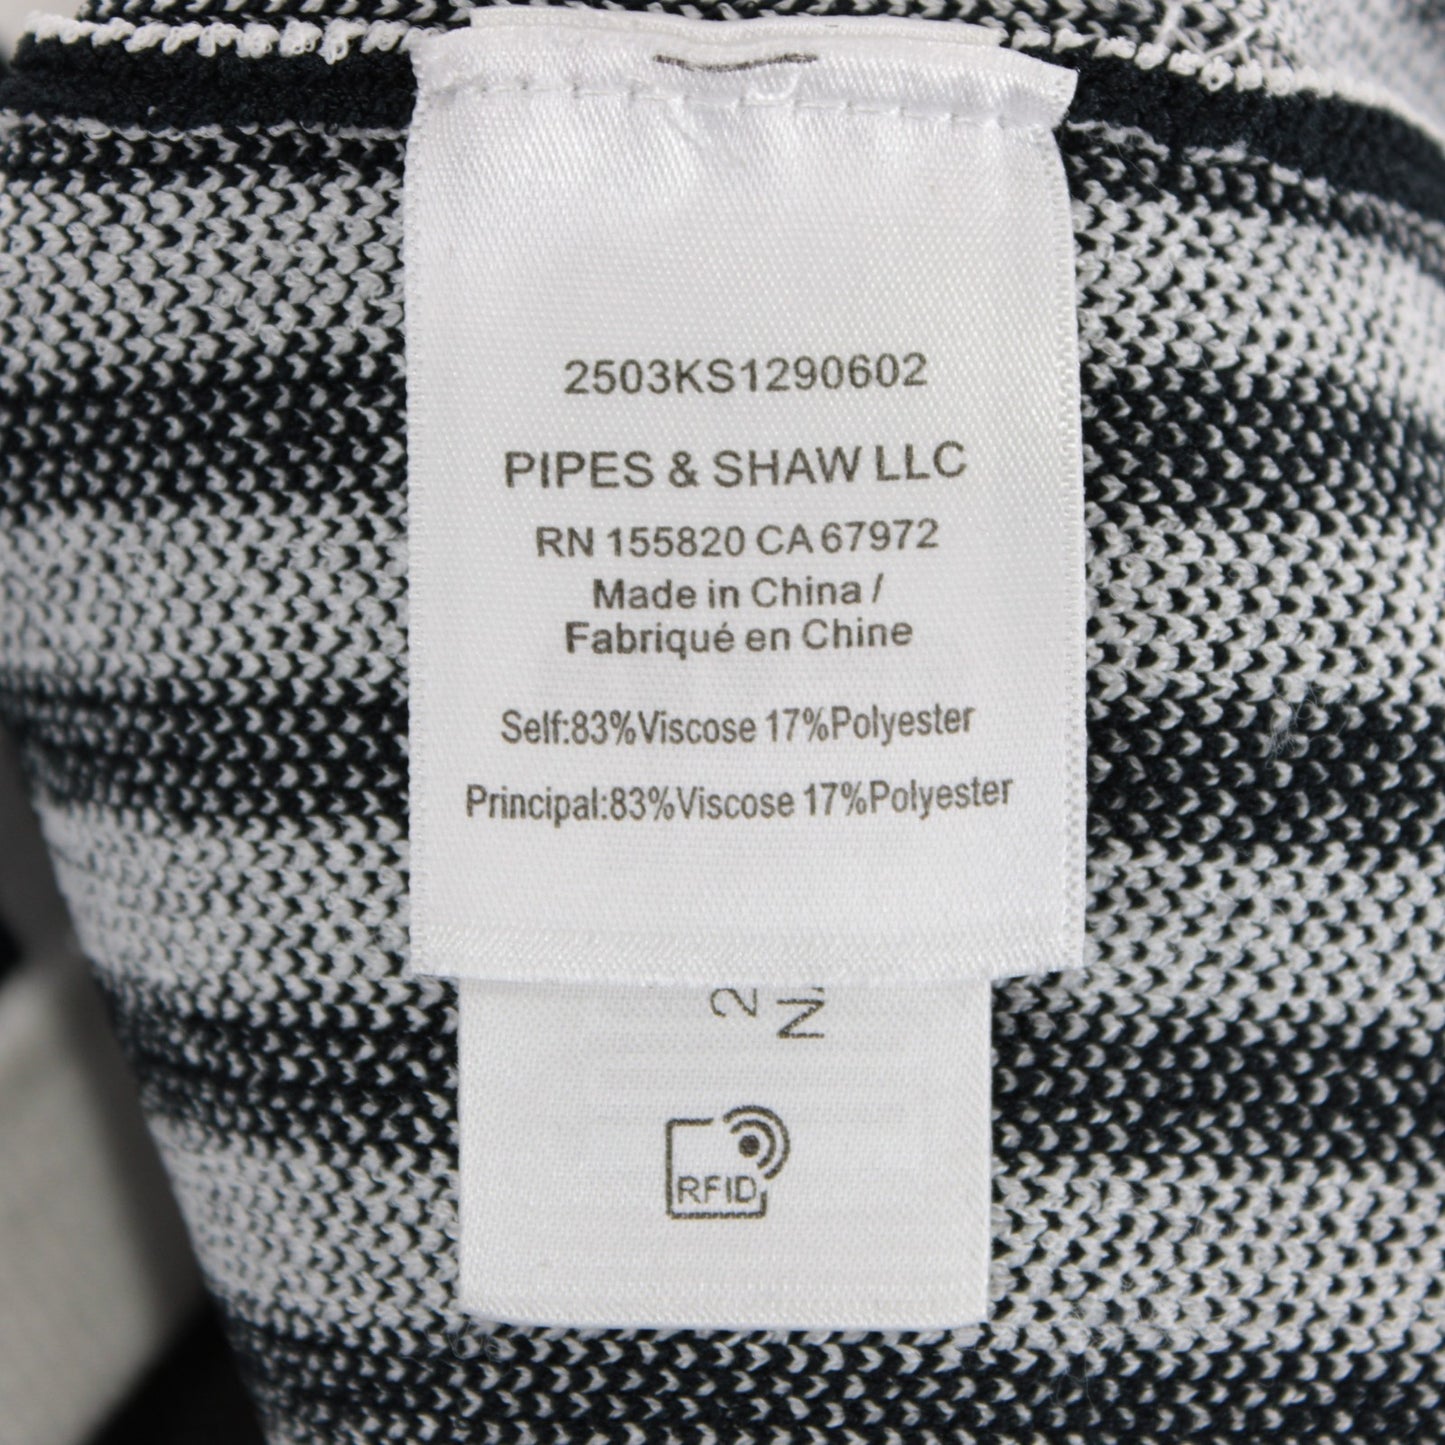 2503KS1290602
PIPES & SHAW LLC
RN 155820 CA 67972
Made in China /
Fabriqué en Chine
Self:83%Viscose 17%Polyester
Principal:83%Viscose 17%Polyester
RFID